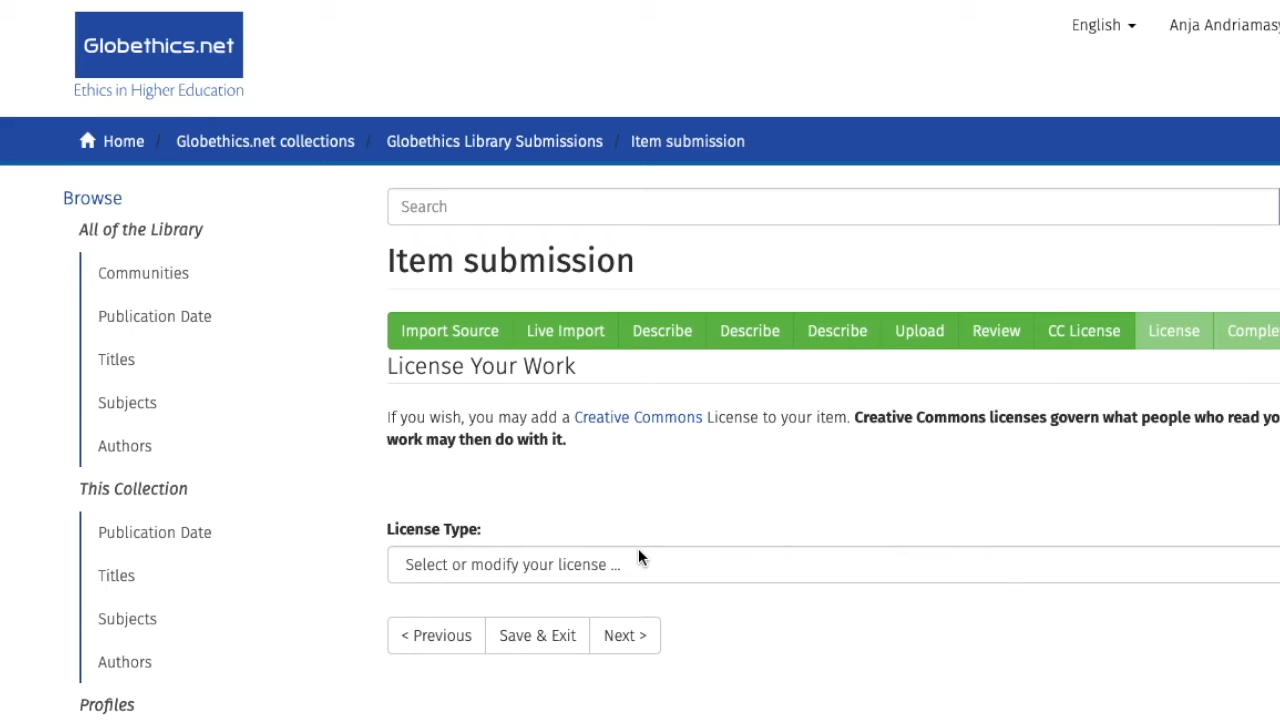 Globethics.net
Ethics in Higher Education
English
Anja Andriamasy
Home / Globethics.net collections / Globethics Library Submissions / Item submission
Browse
All of the Library
Communities
Publication Date
Titles
Subjects
Authors
This Collection
Publication Date
Titles
Subjects
Authors
Profiles
Search
Item submission
Import Source Live Import Describe Describe Describe Upload Review CC License License Comple
License Your Work
If you wish, you may add a Creative Commons License to your item. Creative Commons licenses govern what people who read yo
work may then do with it.
License Type:
Select or modify your license ...
< Previous Save & Exit Next >